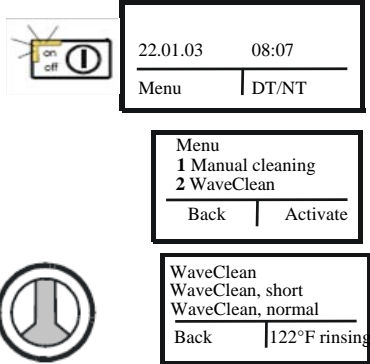 on
off
22.01.03 08:07
Menu DT/NT
Menu
1 Manual cleaning
2 WaveClean
Back Activate
WaveClean
WaveClean, short
WaveClean, normal
Back 122°F rinsing